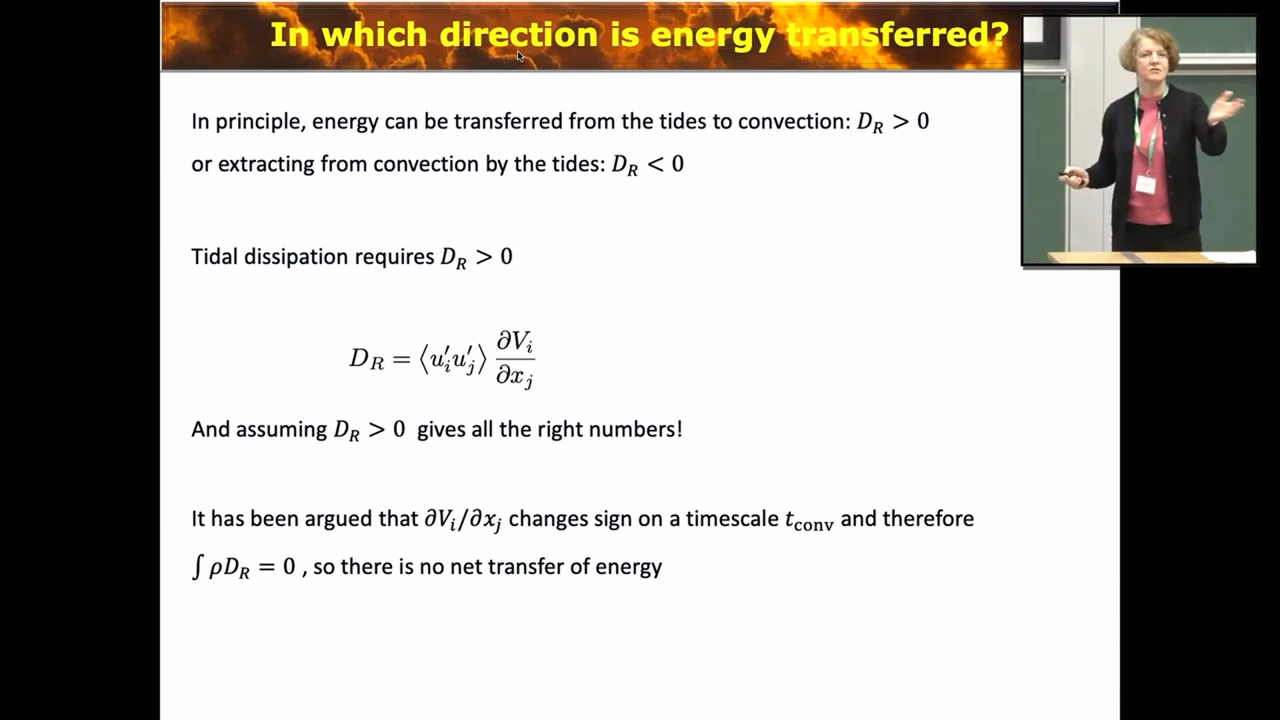 In which direction is energy transferred?
In principle, energy can be transferred from the tides to convection: D_R > 0
or extracting from convection by the tides: D_R < 0
Tidal dissipation requires D_R > 0
D_R = ⟨u′_i u′_j⟩ ∂V_i/∂x_j
And assuming D_R > 0 gives all the right numbers!
It has been argued that ∂V_i/∂x_j changes sign on a timescale t_conv and therefore
∫ ρD_R = 0 , so there is no net transfer of energy